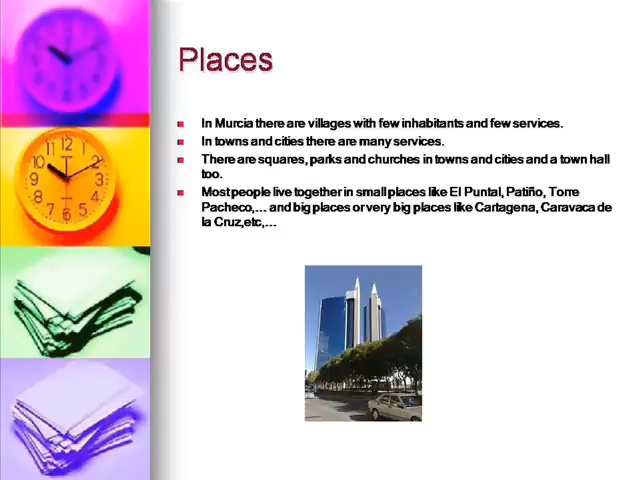 Places
In Murcia there are villages with few inhabitants and few services.
In towns and cities there are many services.
There are squares, parks and churches in towns and cities and a town hall
too.
Most people live together in small places like El Puntal, Patiño, Torre
Pacheco,... and big places or very big places like Cartagena, Caravaca de
la Cruz,etc,...